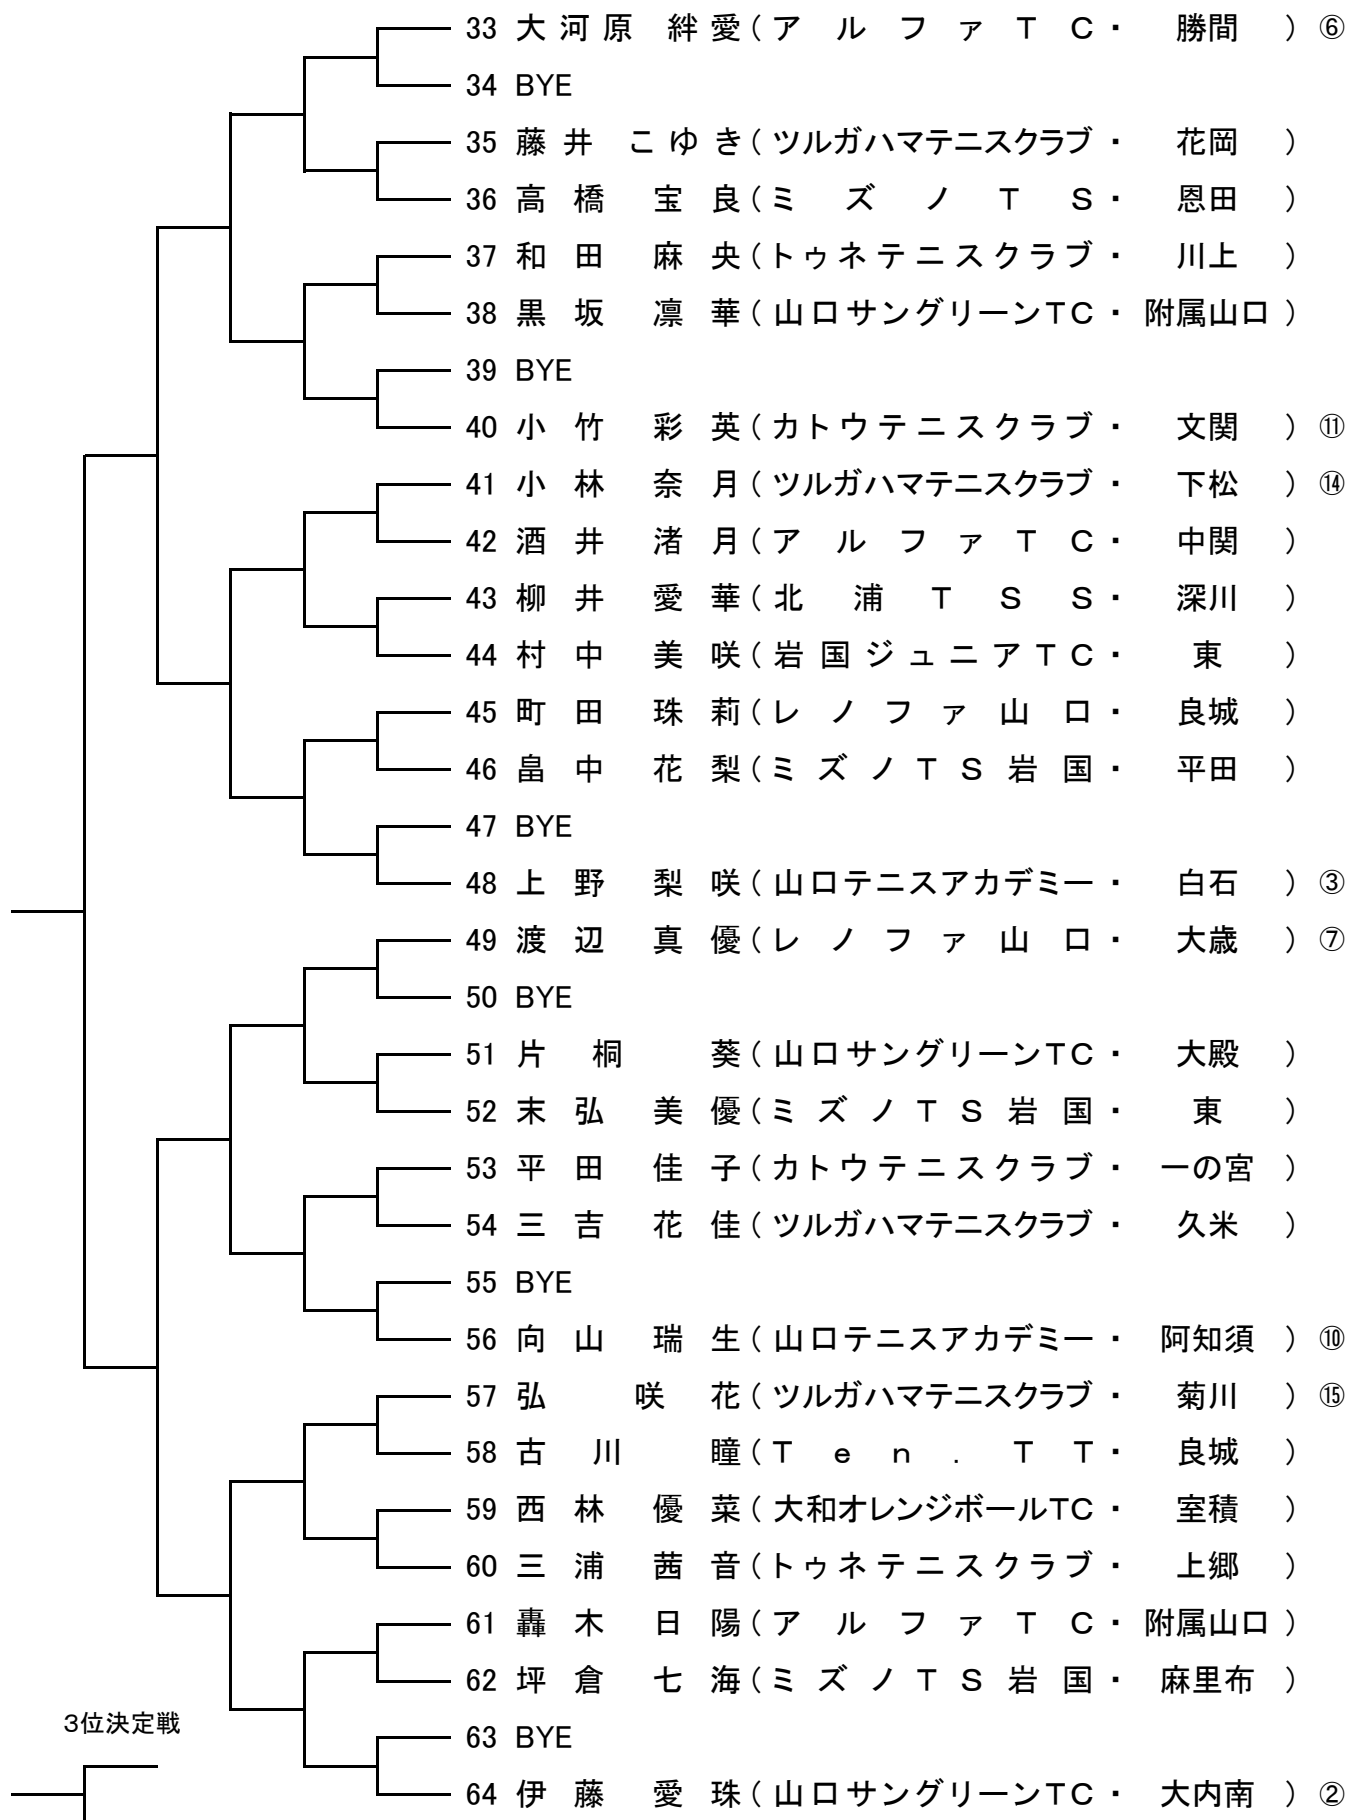 33 大河原 絆愛(アルファTC・ 勝間 ) ⑥
34 BYE
35 藤井 こゆき(ツルガハマテニスクラブ・ 花岡 )
36 高橋 宝良(ミズノTS・ 恩田 )
37 和田 麻央(トゥネテニスクラブ・ 川上 )
38 黒坂 凛華(山口サングリーンTC・ 附属山口 )
39 BYE
40 小竹 彩英(カトウテニスクラブ・ 文関 ) ⑪
41 小林 奈月(ツルガハマテニスクラブ・ 下松 ) ⑭
42 酒井 渚月(アルファTC・ 中関 )
43 柳井 愛華(北浦TSS・ 深川 )
44 村中 美咲(岩国ジュニアTC・ 東 )
45 町田 珠莉(レノファ山口・ 良城 )
46 畠中 花梨(ミズノTS岩国・ 平田 )
47 BYE
48 上野 梨咲(山口テニスアカデミー・ 白石 ) ③
49 渡辺 真優(レノファ山口・ 大歳 ) ⑦
50 BYE
51 片桐 葵(山口サングリーンTC・ 大殿 )
52 末弘 美優(ミズノTS岩国・ 東 )
53 平田 佳子(カトウテニスクラブ・ 一の宮 )
54 三吉 花佳(ツルガハマテニスクラブ・ 久米 )
55 BYE
56 向山 瑞生(山口テニスアカデミー・ 阿知須 ) ⑩
57 弘 咲花(ツルガハマテニスクラブ・ 菊川 ) ⑮
58 古川 瞳(Ten.TT・ 良城 )
59 西林 優菜(大和オレンジボールTC・ 室積 )
60 三浦 茜音(トゥネテニスクラブ・ 上郷 )
61 轟木 日陽(アルファTC・ 附属山口 )
62 坪倉 七海(ミズノTS岩国・ 麻里布 )
3位決定戦
63 BYE
64 伊藤 愛珠(山口サングリーンTC・ 大内南 ) ②